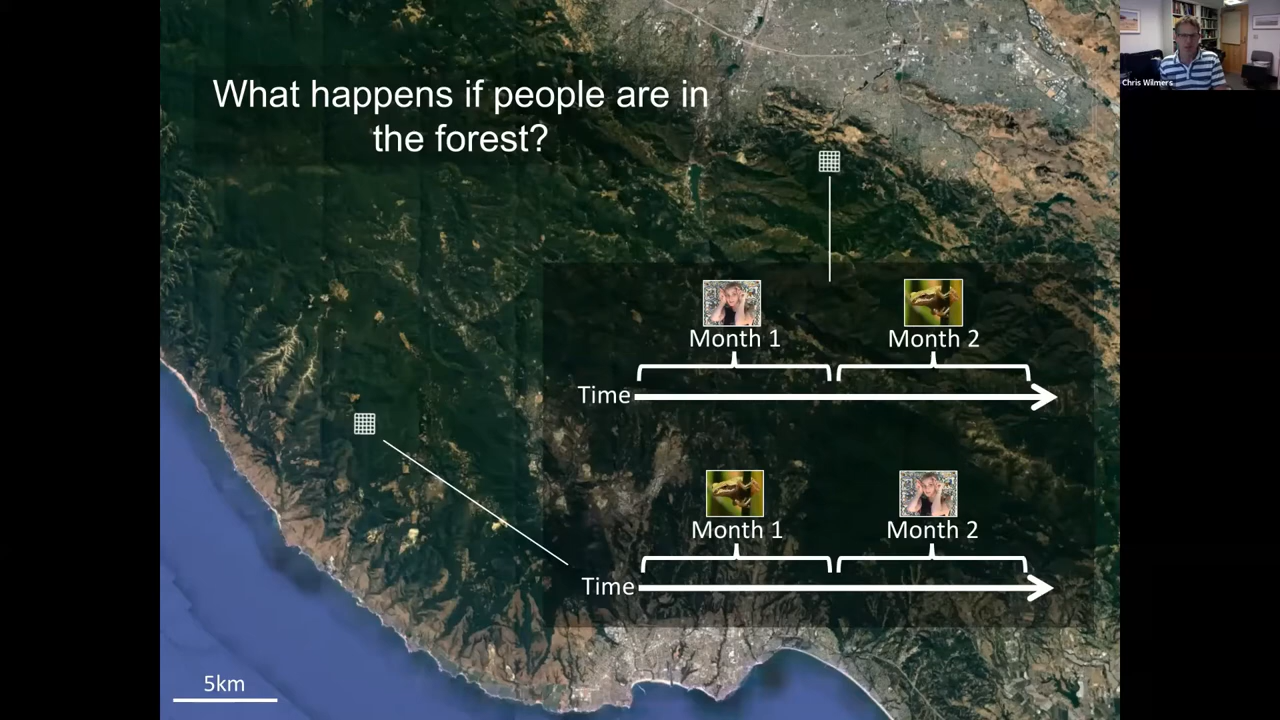 What happens if people are in
the forest?
Chris Wilmers
Month 1
Month 2
Time
Month 1
Month 2
Time
5km